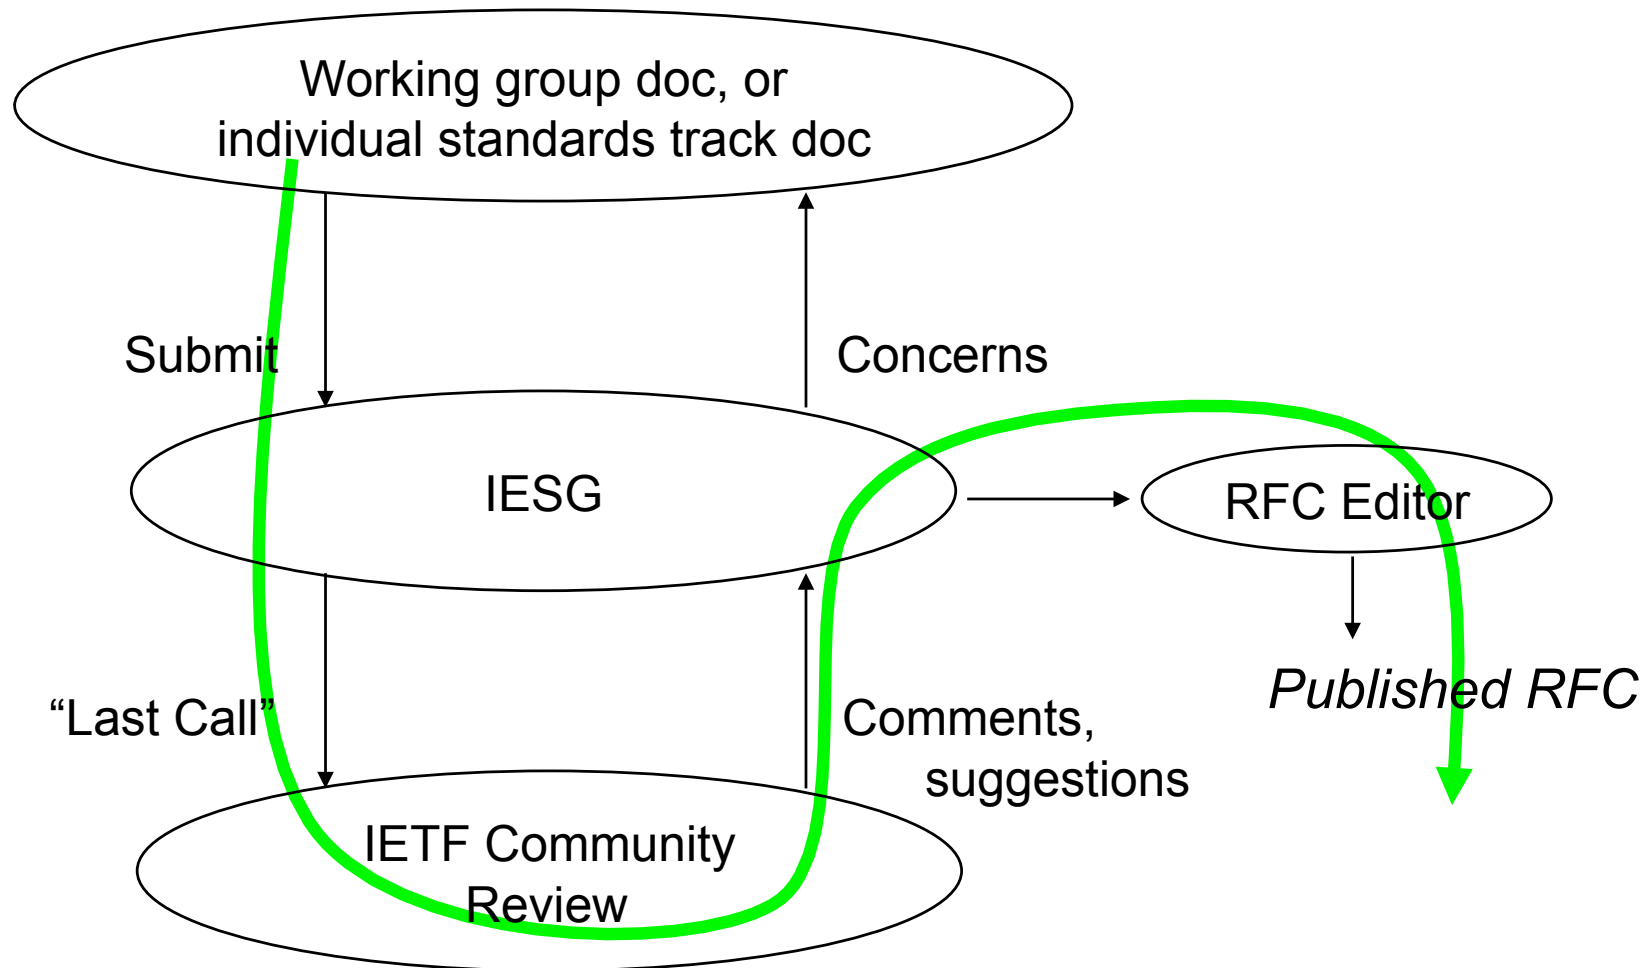 Working group doc, or
individual standards track doc
Submit
Concerns
IESG
RFC Editor
Published RFC
“Last Call”
Comments,
suggestions
IETF Community
Review